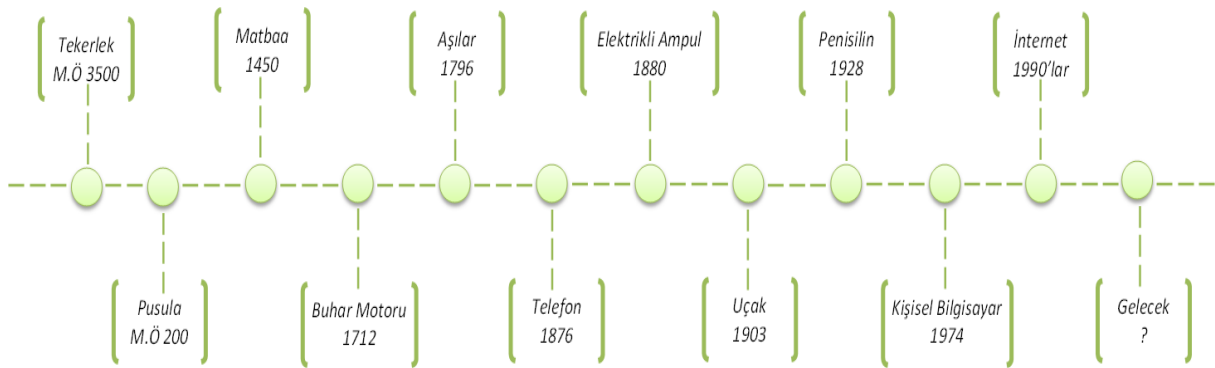 Tekerlek
M.Ö 3500
Matbaa
1450
Aşılar
1796
Elektrikli Ampul
1880
Penisilin
1928
İnternet
1990’lar
Pusula
M.Ö 200
Buhar Motoru
1712
Telefon
1876
Uçak
1903
Kişisel Bilgisayar
1974
Gelecek
?